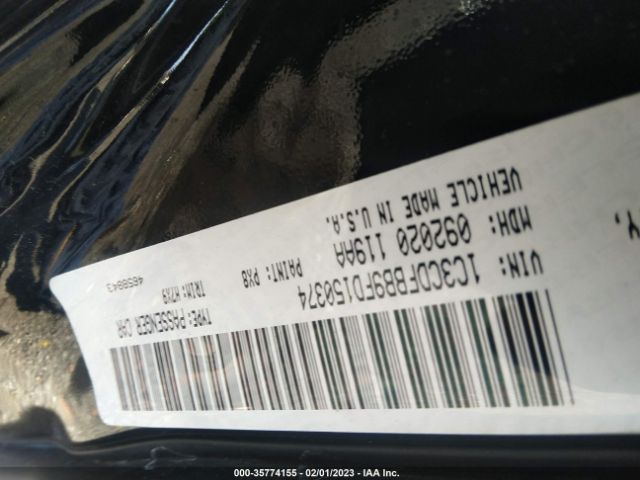 VIN: 1C3CDFBB9FD150374
TYPE: PASSENGER CAR
MDH: 092020 119AA
PAINT: PX8
TRIM: H7X9
VEHICLE MADE IN U.S.A.
4658843
000-35774155 - 02/01/2023 - IAA Inc.